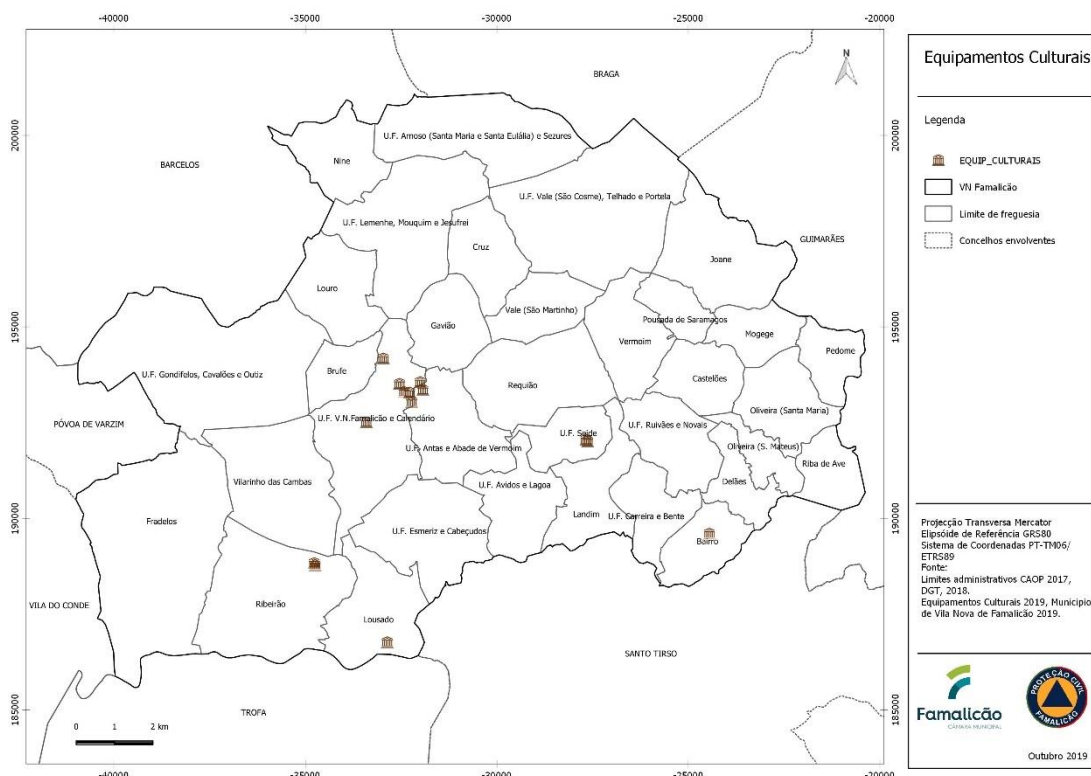 -40000
-35000
-30000
-25000
-20000
N
BRAGA
200000
200000
U.F. Arnoso (Santa Maria e Santa Eulália) e Sezures
Nine
BARCELOS
U.F. Vale (São Cosme), Telhado e Portela
U.F. Lemenhe, Mouquim e Jesufrei
GUIMARÃES
Cruz
Joane
Louro
Vale (São Martinho)
195000
195000
Gavião
Pousada de Saramagos
Mogege
Vermoim
Pedome
Brufe
U.F. Gondifelos, Cavalões e Outiz
Requião
Castelões
Oliveira (Santa Maria)
PÓVOA DE VARZIM
U.F. V.N.Famalicão e Calendário
U.F. Seide
U.F. Ruivães e Novais
U.F. Antas e Abade de Vermoim
Oliveira (S. Mateus)
Riba de Ave
Vilarinho das Cambas
U.F. Avidos e Lagoa
Delães
190000
190000
Fradelos
Landim
U.F. Carreira e Bente
U.F. Esmeriz e Cabeçudos
Bairro
VILA DO CONDE
Ribeirão
Lousado
SANTO TIRSO
TROFA
185000
185000
0 1 2 km
-40000
-35000
-30000
-25000
-20000
Equipamentos Culturais
Legenda
EQUIP_CULTURAIS
VN Famalicão
Limite de freguesia
Concelhos envolventes
Projecção Transversa Mercator
Elipsóide de Referência GRS80
Sistema de Coordenadas PT-TM06/
ETRS89
Fonte:
Limites administrativos CAOP 2017,
DGT, 2018.
Equipamentos Culturais 2019, Municipio
de Vila Nova de Famalicão 2019.
Famalicão
CÂMARA MUNICIPAL
PROTEÇÃO CIVIL
FAMALICÃO
Outubro 2019